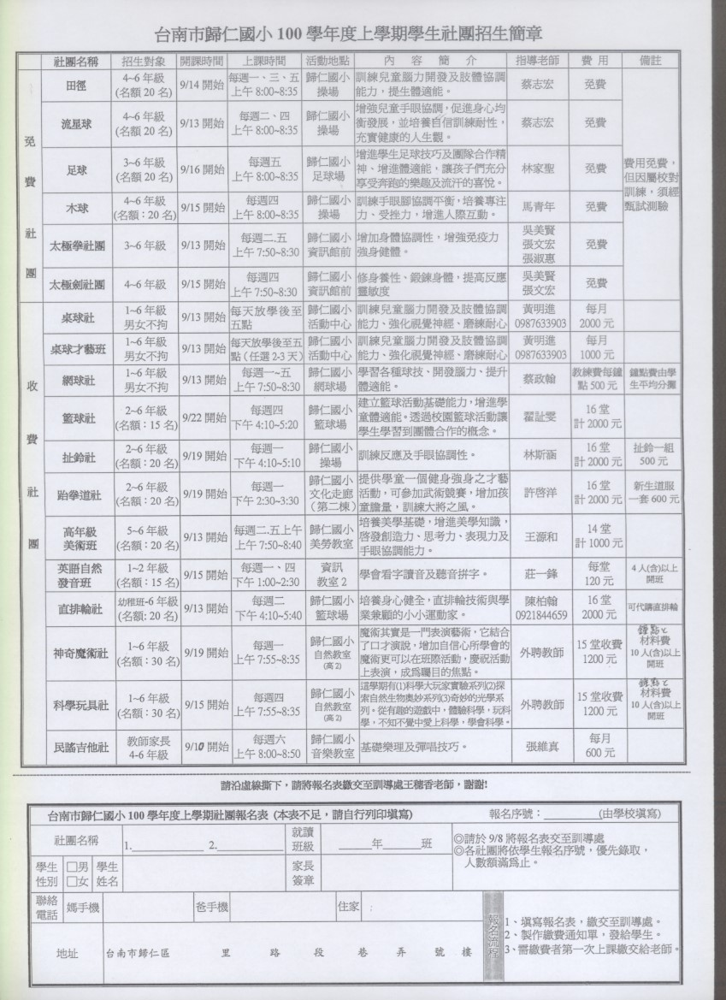 台南市歸仁國小 100 學年度上學期學生社團招生簡章
社團名稱 招生對象 開課時間 上課時間 活動地點 內 容 簡 介 指導老師 費 用 備註
免費社團
田徑 4~6 年級 (名額 20 名) 9/14 開始 每週一、三、五 上午 8:00~8:35 歸仁國小 操場 訓練兒童腦力開發及肢體協調 能力,提生體適能。 蔡志宏 免費
流星球 4~6 年級 (名額 20 名) 9/13 開始 每週二、四 上午 8:00~8:35 歸仁國小 操場 增強兒童手眼協調,促進身心均 衡發展,並培養自信訓練耐性, 充實健康的人生觀。 蔡志宏 免費
足球 3~6 年級 (名額 20 名) 9/16 開始 每週五 上午 8:00~8:35 歸仁國小 足球場 增進學生足球技巧及團隊合作精 神、增進體適能,讓孩子們充分 享受奔跑的樂趣及流汗的喜悅。 林家聖 免費
費用免費,
但因屬校對
訓練,須經
甄試測驗
木球 4~6 年級 (名額:20 名) 9/15 開始 每週四 上午 8:00~8:35 歸仁國小 操場 訓練手眼腳協調平衡,培養專注 力、受挫力,增進人際互動。 馬青年 免費
太極拳社團 3~6 年級 9/13 開始 每週二.五 上午 7:50~8:30 歸仁國小 資訊館前 增加身體協調性,增強免疫力 強身健體。 吳美賢 張文宏 張淑惠 免費
太極劍社團 4~6 年級 9/15 開始 每週四 上午 7:50~8:30 歸仁國小 資訊館前 修身養性、鍛鍊身體,提高反應 靈敏度 吳美賢 張文宏 免費
收費社團
桌球社 1~6 年級 男女不拘 9/13 開始 每天放學後至 五點 歸仁國小 活動中心 訓練兒童腦力開發及肢體協調 能力、強化視覺神經、磨練耐心 黃明進 0987633903 每月 2000 元
桌球才藝班 1~6 年級 男女不拘 9/13 開始 每天放學後至五 點(任選 2-3 天) 歸仁國小 活動中心 訓練兒童腦力開發及肢體協調 能力、強化視覺神經、磨練耐心 黃明進 0987633903 每月 1000 元
網球社 1~6 年級 男女不拘 9/13 開始 每週一~五 上午 7:50~8:30 歸仁國小 網球場 學習各種球技、開發腦力、提升 體適能。 蔡政翰 教練費每鐘 點 500 元 鐘點費由學 生平均分攤
籃球社 2~6 年級 (名額:15 名) 9/22 開始 每週四 下午 4:10~5:20 歸仁國小 籃球場 建立籃球活動基礎能力,增進學 童體適能。透過校園籃球活動讓 學生學習到團體合作的概念。 翟証雯 16 堂 計 2000 元
扯鈴社 2~6 年級 (名額:20 名) 9/19 開始 每週一 下午 4:10~5:10 歸仁國小 操場 訓練反應及手眼協調性。 林斯涵 16 堂 計 2000 元 扯鈴一組 500 元
跆拳道社 2~6 年級 (名額:20 名) 9/19 開始 每週一 下午 2:30~3:30 歸仁國小 文化走廊 (第二棟) 提供學童一個健身強身之才藝 活動,可參加武術競賽,增加孩 童膽量,訓練大將之風。 許啓洋 16 堂 計 2000 元 新生道服 一套 600 元
高年級 美術班 5~6 年級 (名額:20 名) 9/13 開始 每週二.五上午 上午 7:50~8:40 歸仁國小 美勞教室 培養美學基礎,增進美學知識, 啓發創造力、思考力、表現力及 手眼協調能力。 王源和 14 堂 計 1000 元
英語自然 發音班 1~2 年級 (名額:15 名) 9/15 開始 每週一、四 下午 1:00~2:30 資訊 教室 2 學會看字讀音及聽音拼字。 莊一鋒 每堂 120 元 4 人(含)以上 開班
直排輪社 幼稚班-6 年級 (名額: 20 名) 9/13 開始 每週二 下午 4:10~5:40 歸仁國小 籃球場 培養身心健全,直排輪技術與學 業兼顧的小小運動家。 陳柏翰 0921844659 16 堂 2000 元 可代購直排輪
神奇魔術社 1~6 年級 (名額:30 名) 9/19 開始 每週一 上午 7:55~8:35 歸仁國小 自然教室 (高 2) 魔術其實是一門表演藝術,它結合 了口才演說,增加自信心所學會的 魔術更可以在班際活動,慶祝活動 上表演,成為矚目的焦點。 外聘教師 15 堂收費 1200 元 材料費 10 人(含)以上 開班
科學玩具社 1~6 年級 (名額:30 名) 9/15 開始 每週四 上午 7:55~8:35 歸仁國小 自然教室 (高 2) 這學期有(1)科學大玩家實驗系列(2)探 索自然生物奧妙系列(3)奇妙的光學系 列。從有趣的遊戲中,體驗科學,玩科 學,不知不覺中愛上科學,學會科學。 外聘教師 15 堂收費 1200 元 材料費 10 人(含)以上 開班
民謠吉他社 教師家長 4-6 年級 9/10 開始 每週六 上午 8:00~8:50 歸仁國小 音樂教室 基礎樂理及彈唱技巧。 張維真 每月 600 元
請沿虛線撕下,請將報名表繳交至訓導處王穗香老師,謝謝!
台南市歸仁國小 100 學年度上學期社團報名表 (本表不足,請自行列印填寫) 報名序號:________(由學校填寫)
社團名稱 1.________ 2.________ 就讀班級 ____年____班
◎請於 9/8 將報名表交至訓導處
◎各社團將依學生報名序號,優先錄取,
人數額滿為止。
學生性別 □男 □女 學生姓名 家長簽章
聯絡電話 媽手機 爸手機 住家 :
地址 台南市歸仁區 里 路 段 巷 弄 號 樓
報名流程
1、填寫報名表,繳交至訓導處。
2、製作繳費通知單,發給學生。
3、需繳費者第一次上課繳交給老師。